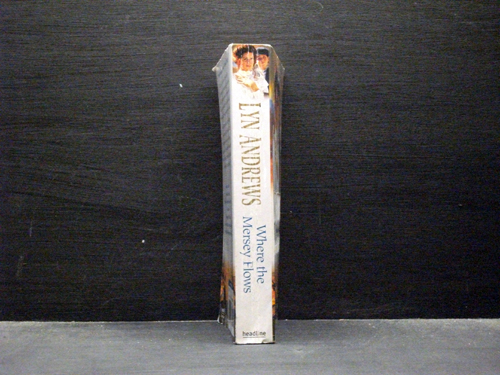 LYN ANDREWS
Where the
Mersey Flows
headline